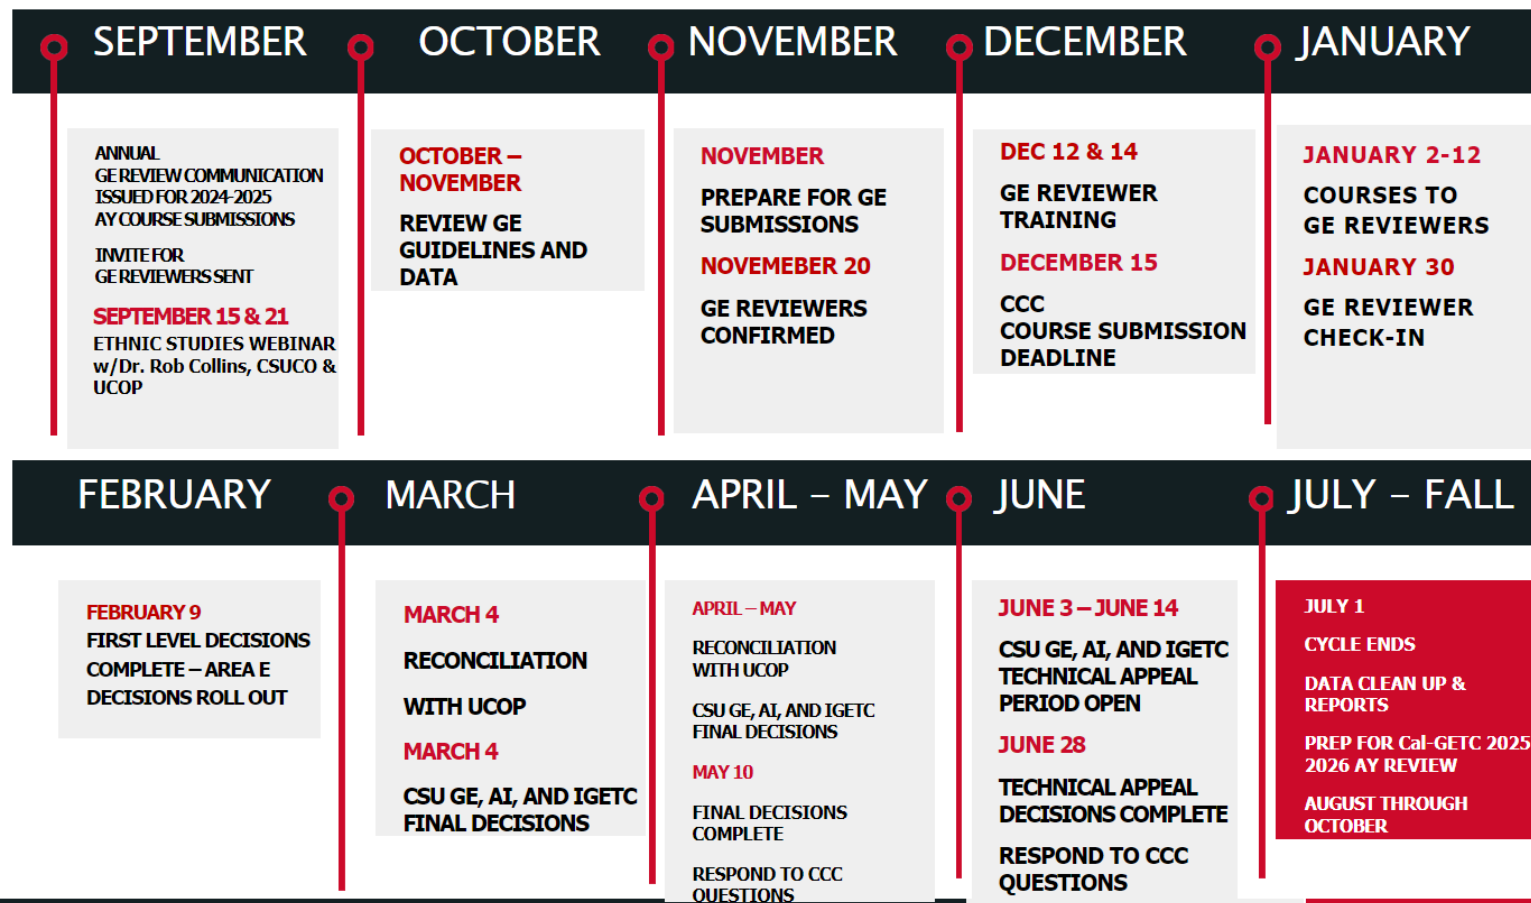 SEPTEMBER
OCTOBER
NOVEMBER
DECEMBER
JANUARY
ANNUAL
GE REVIEW COMMUNICATION
ISSUED FOR 2024-2025
AY COURSE SUBMISSIONS
INVITE FOR
GE REVIEWERS SENT
SEPTEMBER 15 & 21
ETHNIC STUDIES WEBINAR
w/Dr. Rob Collins, CSUCO &
UCOP
OCTOBER –
NOVEMBER
REVIEW GE
GUIDELINES AND
DATA
NOVEMBER
PREPARE FOR GE
SUBMISSIONS
NOVEMEBER 20
GE REVIEWERS
CONFIRMED
DEC 12 & 14
GE REVIEWER
TRAINING
DECEMBER 15
CCC
COURSE SUBMISSION
DEADLINE
JANUARY 2-12
COURSES TO
GE REVIEWERS
JANUARY 30
GE REVIEWER
CHECK-IN
FEBRUARY
MARCH
APRIL – MAY
JUNE
JULY – FALL
FEBRUARY 9
FIRST LEVEL DECISIONS
COMPLETE – AREA E
DECISIONS ROLL OUT
MARCH 4
RECONCILIATION
WITH UCOP
MARCH 4
CSU GE, AI, AND IGETC
FINAL DECISIONS
APRIL – MAY
RECONCILIATION
WITH UCOP
CSU GE, AI, AND IGETC
FINAL DECISIONS
MAY 10
FINAL DECISIONS
COMPLETE
RESPOND TO CCC
QUESTIONS
JUNE 3 – JUNE 14
CSU GE, AI, AND IGETC
TECHNICAL APPEAL
PERIOD OPEN
JUNE 28
TECHNICAL APPEAL
DECISIONS COMPLETE
RESPOND TO CCC
QUESTIONS
JULY 1
CYCLE ENDS
DATA CLEAN UP &
REPORTS
PREP FOR Cal-GETC 2025
2026 AY REVIEW
AUGUST THROUGH
OCTOBER